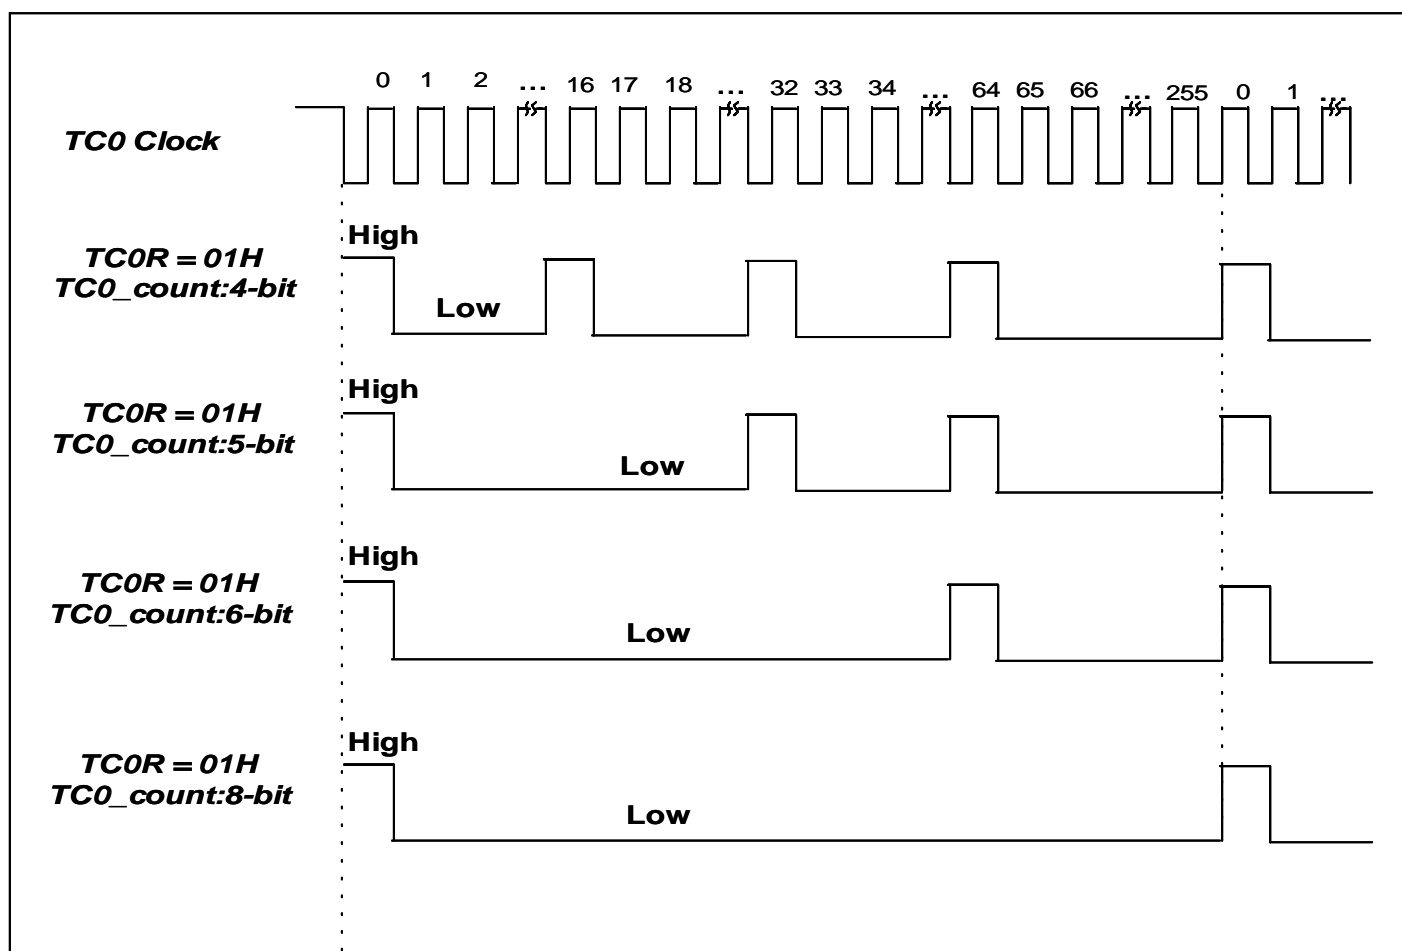 0 1 2 ... 16 17 18 ... 32 33 34 ... 64 65 66 ... 255 0 1 ...
TC0 Clock
High
TC0R = 01H
TC0_count:4-bit
Low
High
TC0R = 01H
TC0_count:5-bit
Low
High
TC0R = 01H
TC0_count:6-bit
Low
High
TC0R = 01H
TC0_count:8-bit
Low